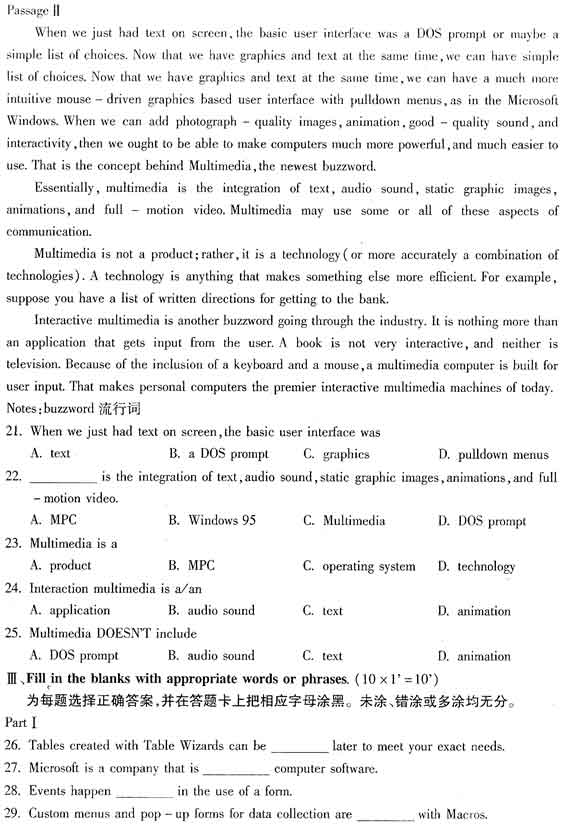 Passage Ⅱ
When we just had text on screen, the basic user interface was a DOS prompt or maybe a
simple list of choices. Now that we have graphics and text at the same time, we can have simple
list of choices. Now that we have graphics and text at the same time, we can have a much more
intuitive mouse – driven graphics based user interface with pulldown menus, as in the Microsoft
Windows. When we can add photograph – quality images, animation, good – quality sound, and
interactivity, then we ought to be able to make computers much more powerful, and much easier to
use. That is the concept behind Multimedia, the newest buzzword.
Essentially, multimedia is the integration of text, audio sound, static graphic images,
animations, and full – motion video. Multimedia may use some or all of these aspects of
communication.
Multimedia is not a product; rather, it is a technology (or more accurately a combination of
technologies). A technology is anything that makes something else more efficient. For example,
suppose you have a list of written directions for getting to the bank.
Interactive multimedia is another buzzword going through the industry. It is nothing more than
an application that gets input from the user. A book is not very interactive, and neither is
television. Because of the inclusion of a keyboard and a mouse, a multimedia computer is built for
user input. That makes personal computers the premier interactive multimedia machines of today.
Notes: buzzword 流行词
21. When we just had text on screen, the basic user interface was
A. text B. a DOS prompt C. graphics D. pulldown menus
22. ________ is the integration of text, audio sound, static graphic images, animations, and full
– motion video.
A. MPC B. Windows 95 C. Multimedia D. DOS prompt
23. Multimedia is a
A. product B. MPC C. operating system D. technology
24. Interaction multimedia is a/an
A. application B. audio sound C. text D. animation
25. Multimedia DOESN'T include
A. DOS prompt B. audio sound C. text D. animation
Ⅲ、Fill in the blanks with appropriate words or phrases. (10×1'=10')
为每题选择正确答案,并在答题卡上把相应字母涂黑。未涂、错涂或多涂均无分。
Part Ⅰ
26. Tables created with Table Wizards can be ________ later to meet your exact needs.
27. Microsoft is a company that is ________ computer software.
28. Events happen ________ in the use of a form.
29. Custom menus and pop – up forms for data collection are ________ with Macros.